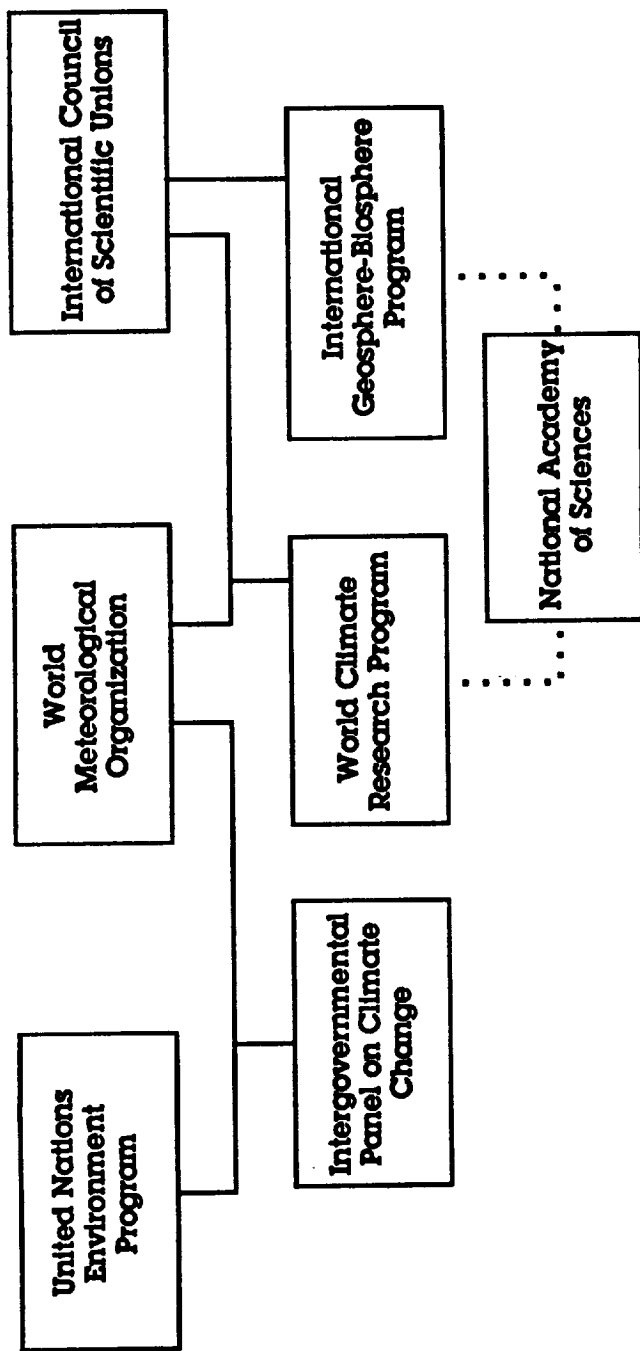 United Nations
Environment
Program
World
Meteorological
Organization
International Council
of Scientific Unions
Intergovernmental
Panel on Climate
Change
World Climate
Research Program
International
Geosphere-Biosphere
Program
National Academy
of Sciences